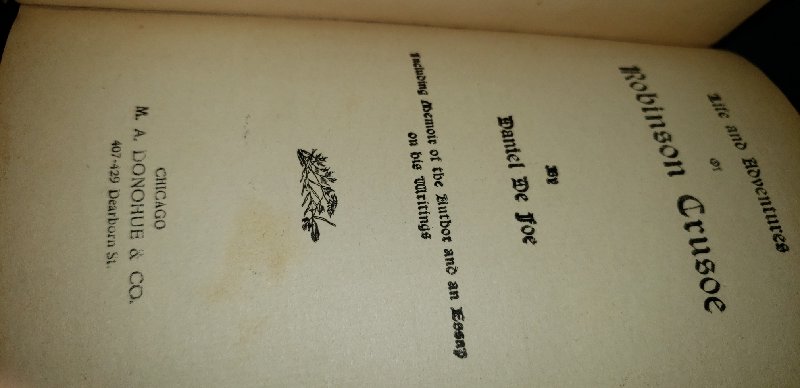 Life and Adventures
of
Robinson Crusoe
By
Daniel De Foe
Including Memoir of the Author and an Essay
on his Writings
CHICAGO
M. A. DONOHUE & CO.
407-429 Dearborn St.